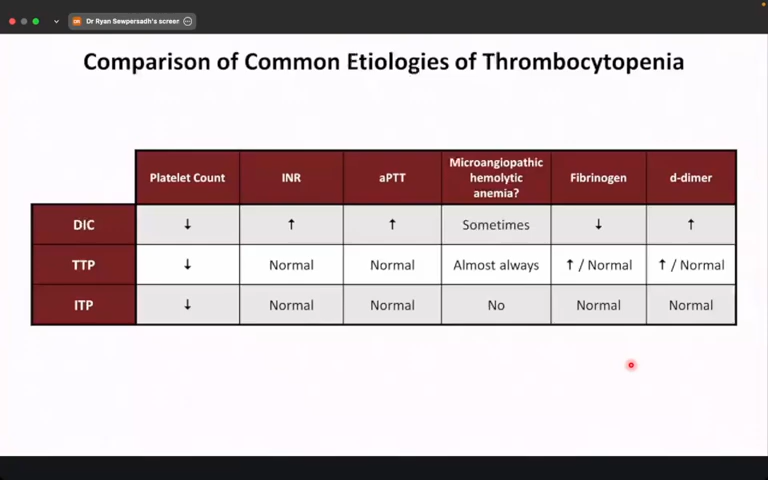 DR Dr Ryan Sewpersadh's screen
Comparison of Common Etiologies of Thrombocytopenia
Platelet Count INR aPTT Microangiopathic hemolytic anemia? Fibrinogen d-dimer
DIC ↓ ↑ ↑ Sometimes ↓ ↑
TTP ↓ Normal Normal Almost always ↑ / Normal ↑ / Normal
ITP ↓ Normal Normal No Normal Normal